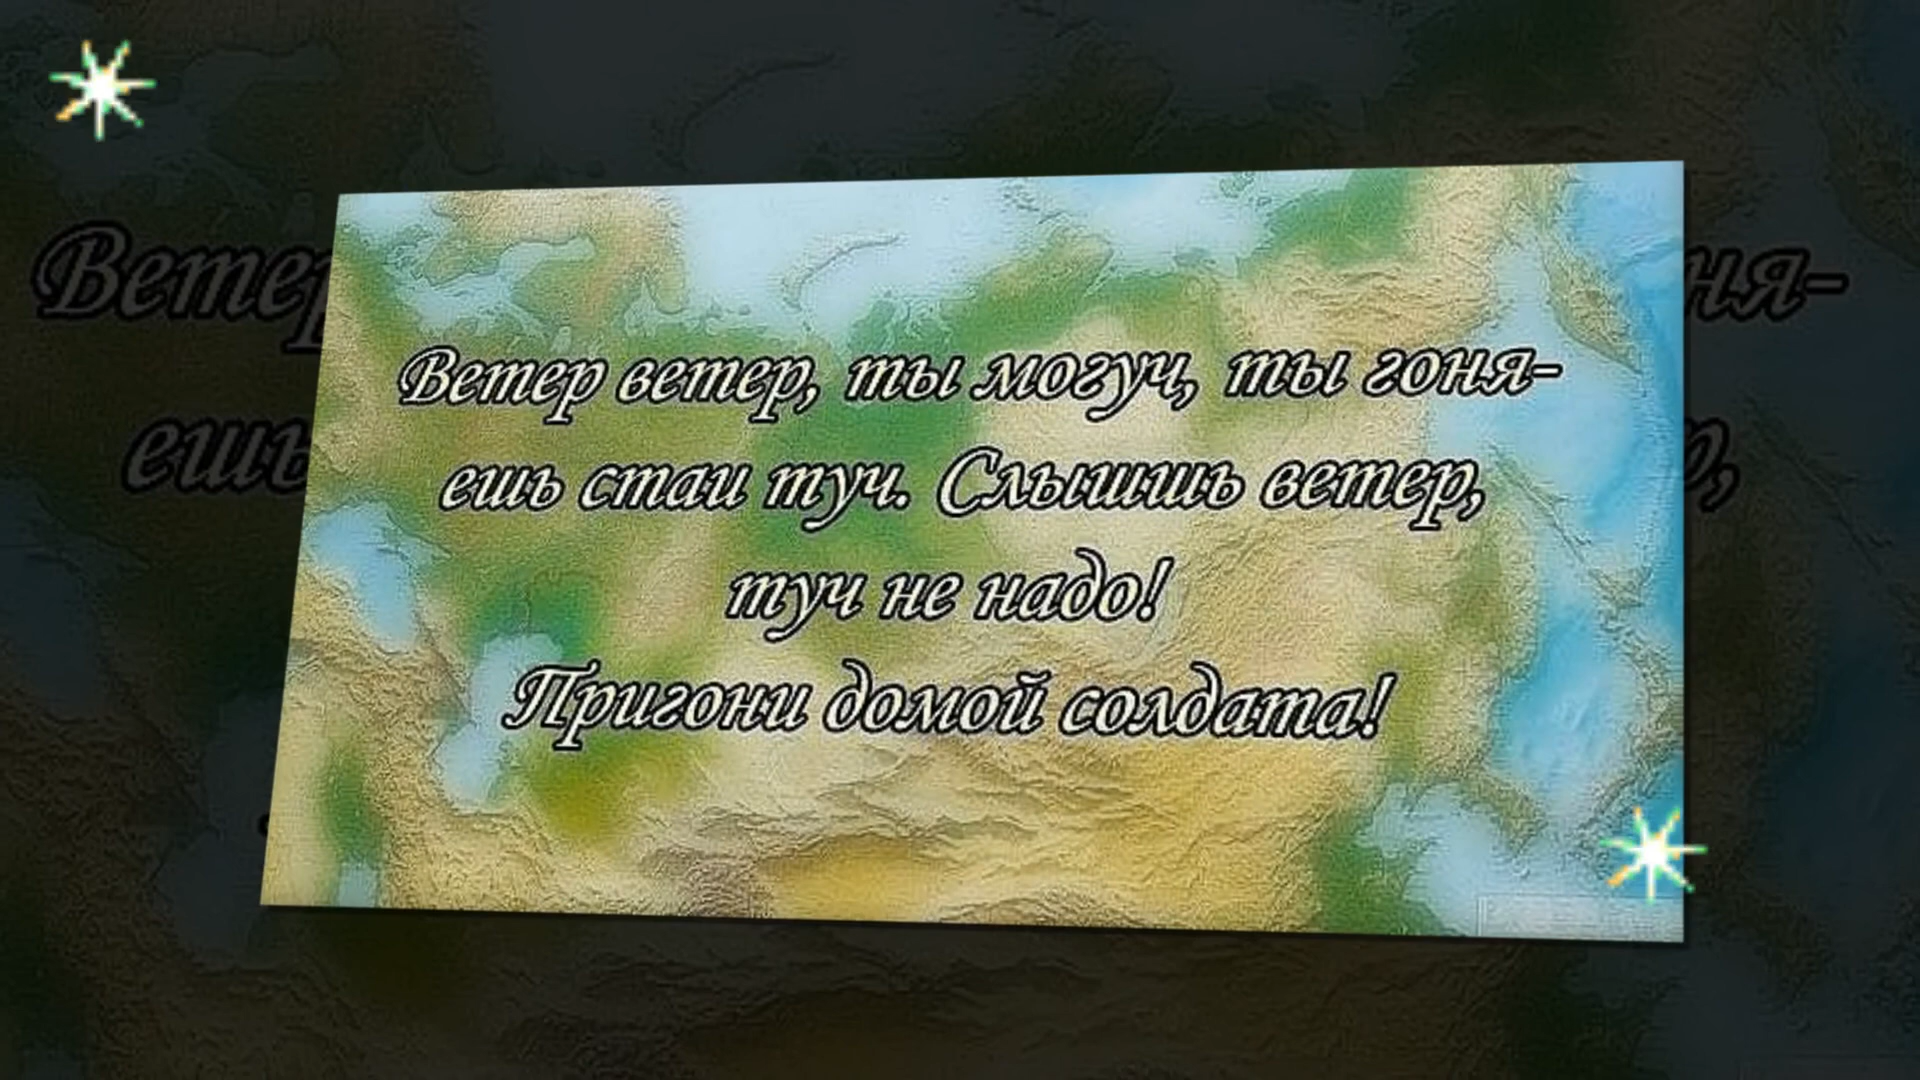 Ветер ветер, ты могуч, ты гоня-
ешь стаи туч. Слышишь ветер,
туч не надо!
Пригони домой солдата!